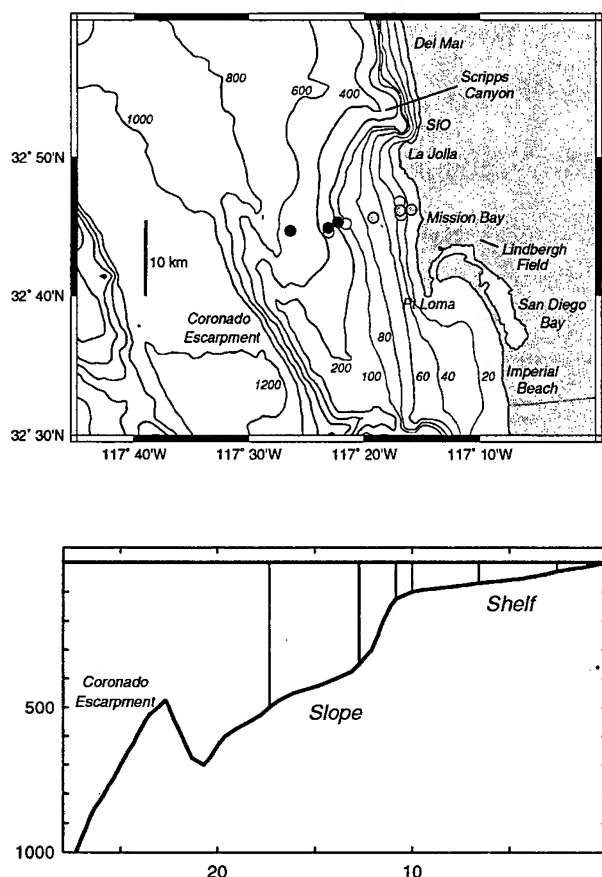 Del Mar
Scripps
Canyon
800
600
400
1000
SIO
32° 50'N
La Jolla
Mission Bay
10 km
Lindbergh
Field
32° 40'N
Pt Loma
San Diego
Bay
Coronado
Escarpment
80
200
1200
100
60
40
20
Imperial
Beach
32° 30'N
117° 40'W
117° 30'W
117° 20'W
117° 10'W
Shelf
Coronado
Escarpment
500
Slope
1000
20
10